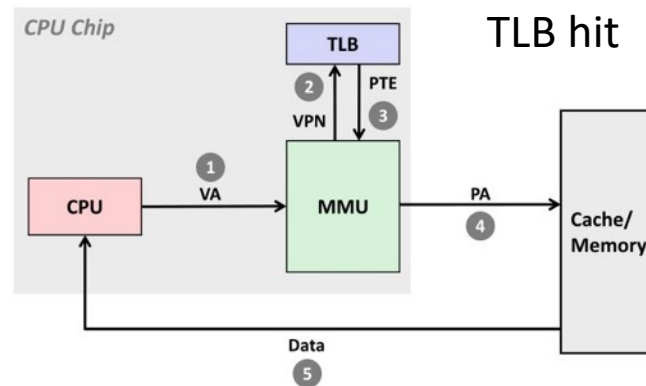 CPU Chip
TLB hit
TLB
2
PTE
VPN
3
1
VA
CPU
MMU
PA
4
Cache/
Memory
Data
5